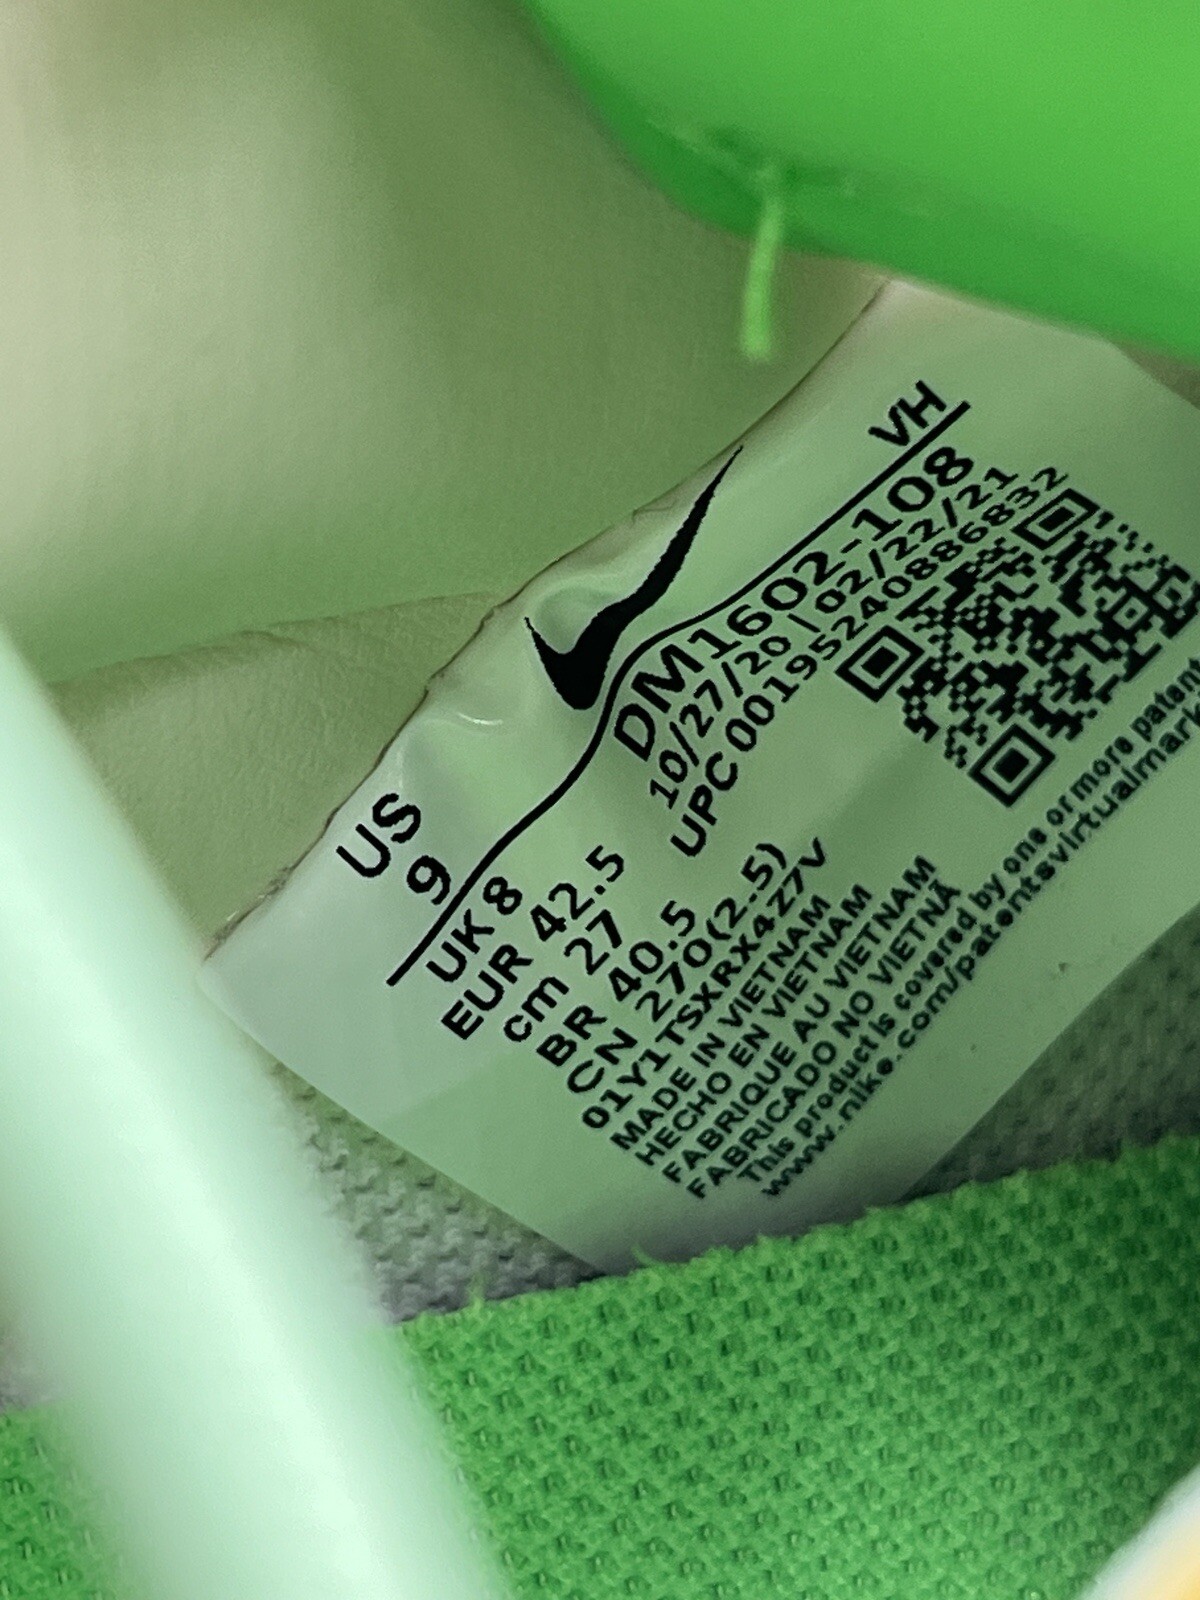 VH
US
9
DM1602-108
10/27/20 | 02/22/21
UPC 00195240886832
UK 8
EUR 42.5
cm 27
BR 40.5
CN 270(2.5)
01Y1TSXRX4Z7V
MADE IN VIETNAM
HECHO EN VIETNAM
FABRIQUE AU VIETNAM
FABRICADO NO VIETNÃ
This product is covered by one or more patent
www.nike.com/patentsvirtualmark